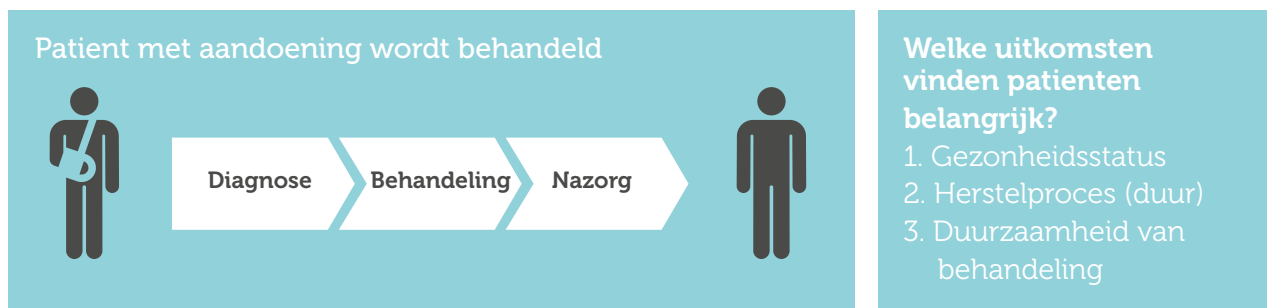 Patient met aandoening wordt behandeld
Diagnose
Behandeling
Nazorg
Welke uitkomsten
vinden patienten
belangrijk?
1. Gezonheidsstatus
2. Herstelproces (duur)
3. Duurzaamheid van
behandeling